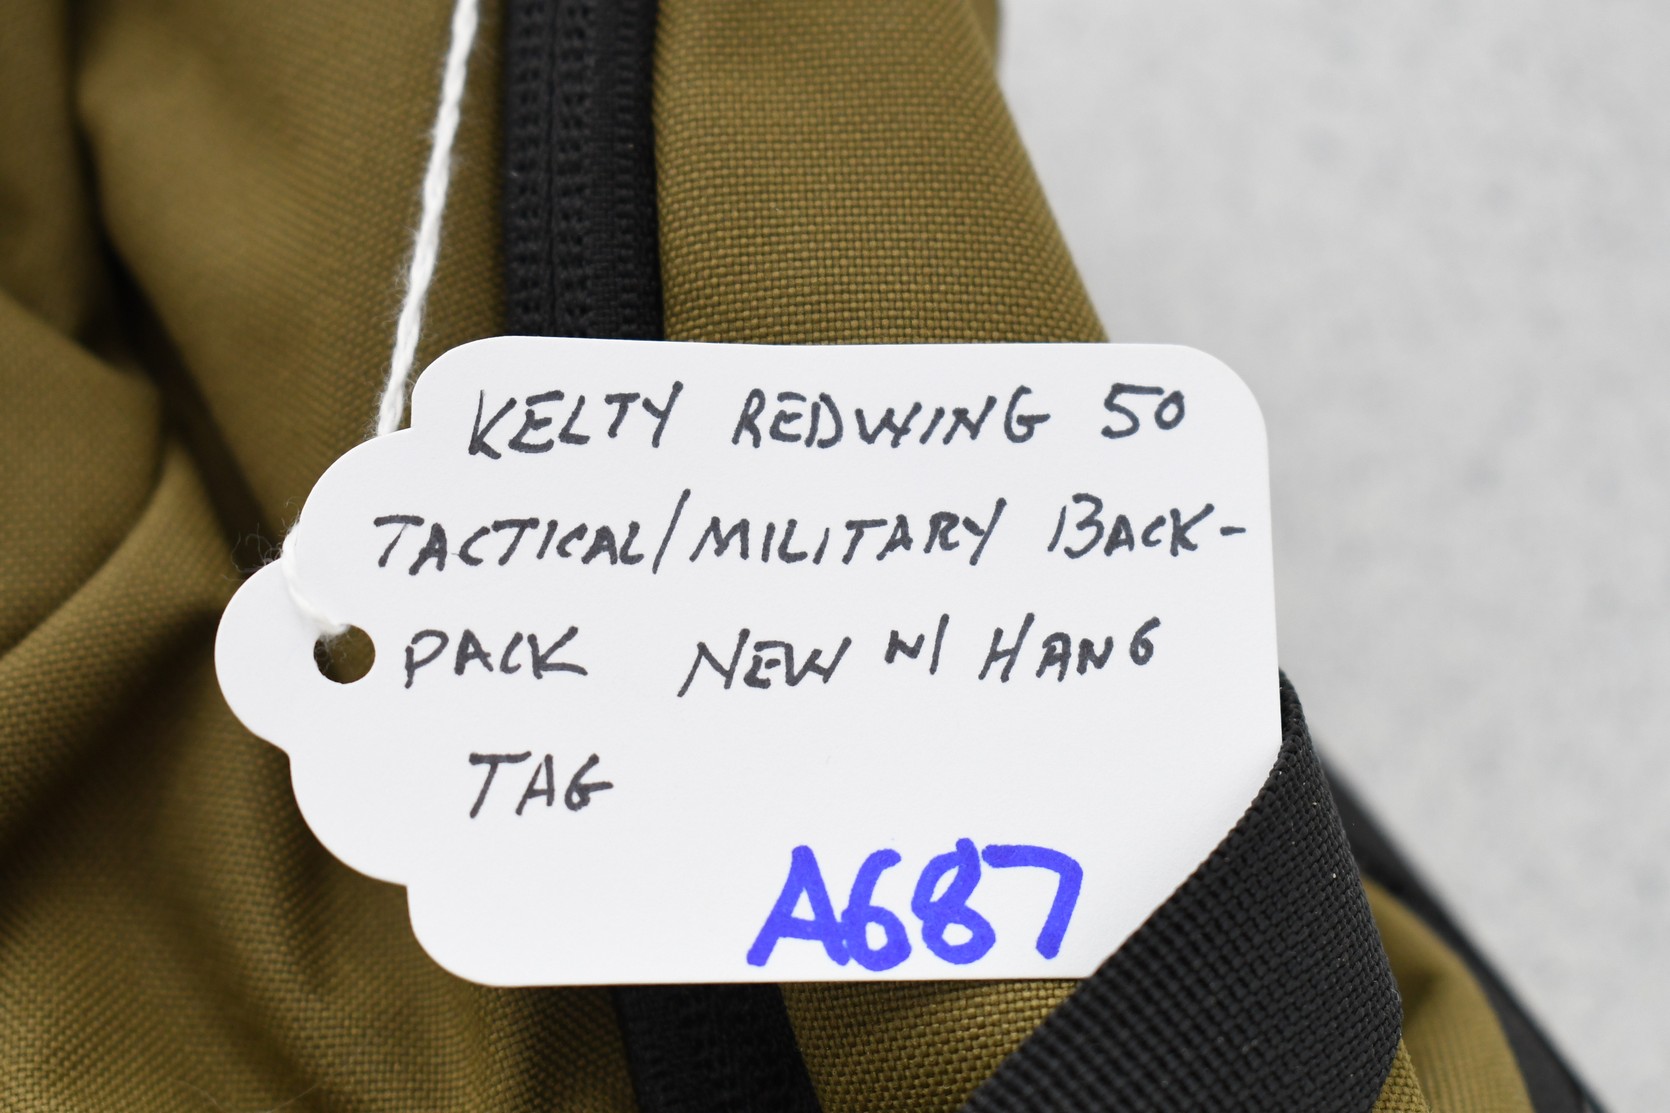 KELTY REDWING 50
TACTICAL/MILITARY BACK-
PACK NEW W/ HANG
TAG
A687